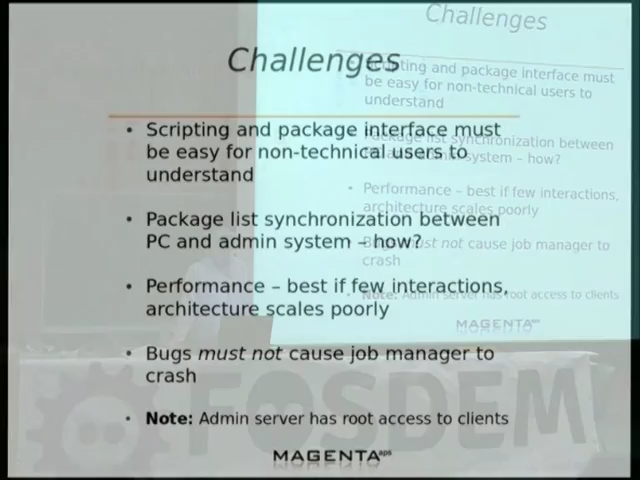 Challenges
• Scripting and package interface must
be easy for non-technical users to
understand
• Package list synchronization between
PC and admin system – how?
• Performance – best if few interactions,
architecture scales poorly
• Bugs must not cause job manager to
crash
• Note: Admin server has root access to clients
MAGENTA aps
Challenges
Scripting and package interface must
be easy for non-technical users to
understand
Package list synchronization between
PC and admin system – how?
• Performance – best if few interactions,
architecture scales poorly
Bugs must not cause job manager to
crash
• Note: Admin server has root access to clients
MAGENTA aps
FOSDEM